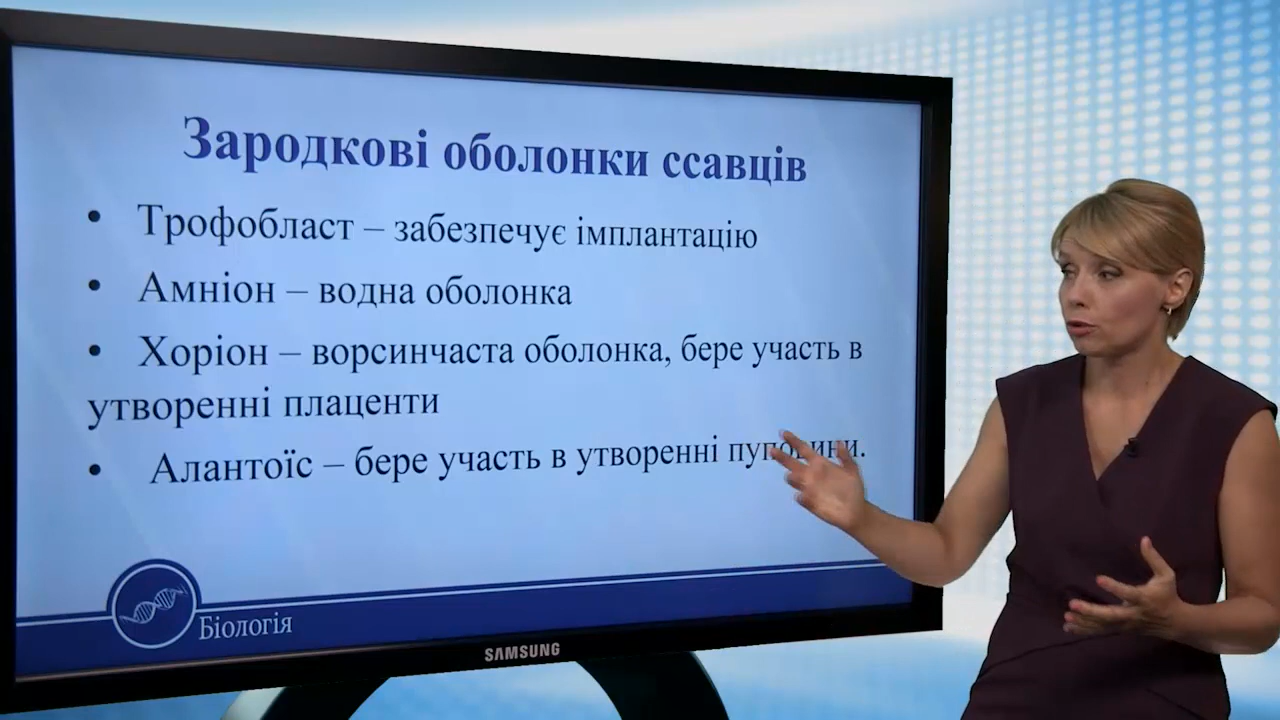 Зародкові оболонки ссавців
• Трофобласт – забезпечує імплантацію
• Амніон – водна оболонка
• Хоріон – ворсинчаста оболонка, бере участь в
утворенні плаценти
• Алантоїс – бере участь в утворенні пуповини.
Біологія
SAMSUNG